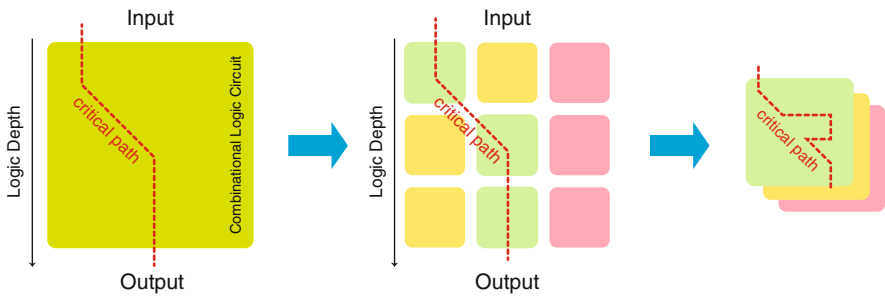 Input
Logic Depth
critical path
Combinational Logic Circuit
Output
Input
Logic Depth
critical path
Output
critical path